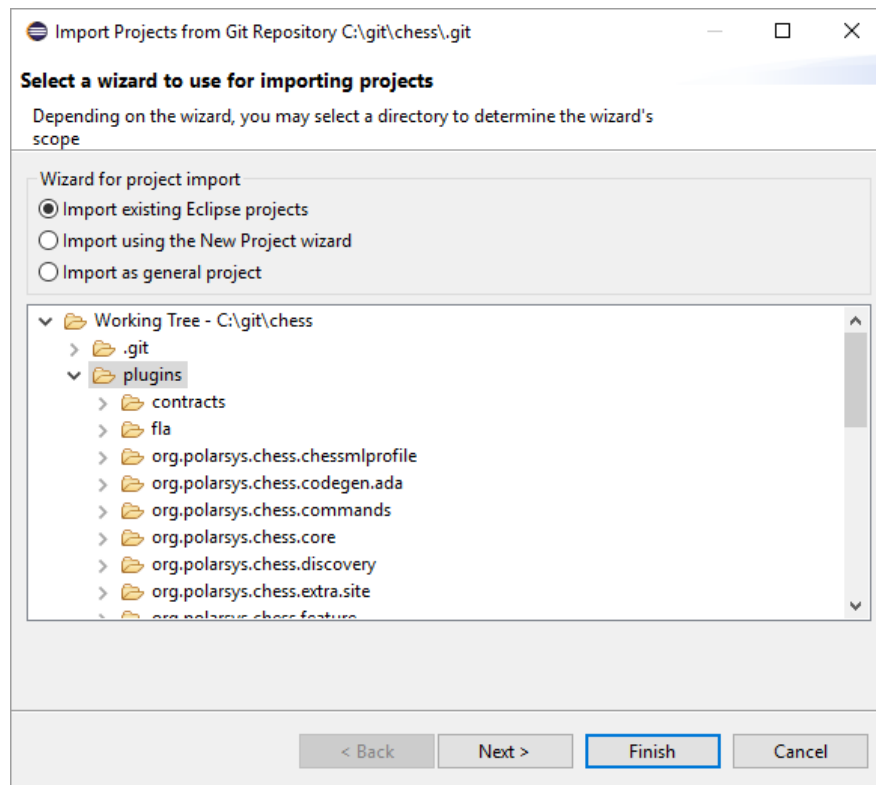 Import Projects from Git Repository C:\git\chess\.git
Select a wizard to use for importing projects
Depending on the wizard, you may select a directory to determine the wizard's
scope
Wizard for project import
Import existing Eclipse projects
Import using the New Project wizard
Import as general project
Working Tree - C:\git\chess
.git
plugins
contracts
fla
org.polarsys.chess.chessmlprofile
org.polarsys.chess.codegen.ada
org.polarsys.chess.commands
org.polarsys.chess.core
org.polarsys.chess.discovery
org.polarsys.chess.extra.site
org.polarsys.chess.feature
< Back
Next >
Finish
Cancel